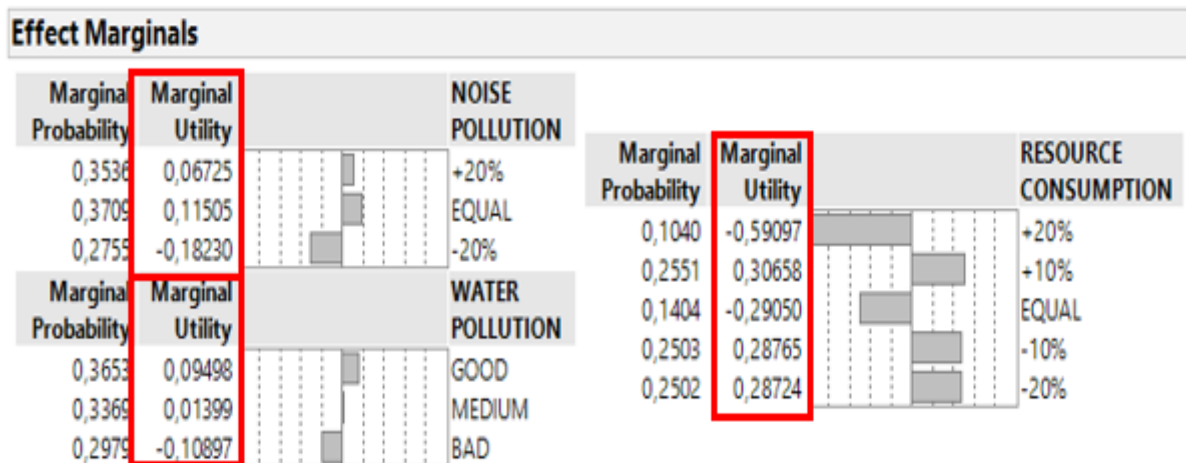 Effect Marginals
Marginal Marginal NOISE
Probability Utility POLLUTION
0,3536 0,06725 +20%
0,3709 0,11505 EQUAL
0,2755 -0,18230 -20%
Marginal Marginal WATER
Probability Utility POLLUTION
0,3653 0,09498 GOOD
0,3369 0,01399 MEDIUM
0,2979 -0,10897 BAD
Marginal Marginal RESOURCE
Probability Utility CONSUMPTION
0,1040 -0,59097 +20%
0,2551 0,30658 +10%
0,1404 -0,29050 EQUAL
0,2503 0,28765 -10%
0,2502 0,28724 -20%